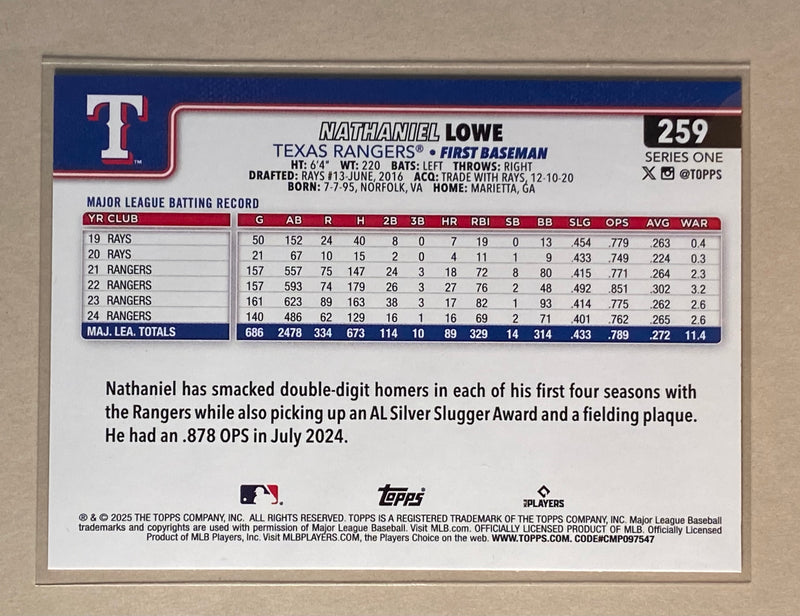 T
TM
259
NATHANIEL LOWE
TEXAS RANGERS® • FIRST BASEMAN
SERIES ONE
HT: 6'4" WT: 220 BATS: LEFT THROWS: RIGHT
@TOPPS
DRAFTED: RAYS #13-JUNE, 2016 ACQ: TRADE WITH RAYS, 12-10-20
BORN: 7-7-95, NORFOLK, VA HOME: MARIETTA, GA
MAJOR LEAGUE BATTING RECORD
YR CLUB G AB R H 2B 3B HR RBI SB BB SLG OPS AVG WAR
19 RAYS 50 152 24 40 8 0 7 19 0 13 .454 .779 .263 0.4
20 RAYS 21 67 10 15 2 0 4 11 1 9 .433 .749 .224 0.3
21 RANGERS 157 557 75 147 24 3 18 72 8 80 .415 .771 .264 2.3
22 RANGERS 157 593 74 179 26 3 27 76 2 48 .492 .851 .302 3.2
23 RANGERS 161 623 89 163 38 3 17 82 1 93 .414 .775 .262 2.6
24 RANGERS 140 486 62 129 16 1 16 69 2 71 .401 .762 .265 2.6
MAJ. LEA. TOTALS 686 2478 334 673 114 10 89 329 14 314 .433 .789 .272 11.4
Nathaniel has smacked double-digit homers in each of his first four seasons with
the Rangers while also picking up an AL Silver Slugger Award and a fielding plaque.
He had an .878 OPS in July 2024.
Topps®
PLAYERS
® & © 2025 THE TOPPS COMPANY, INC. ALL RIGHTS RESERVED. TOPPS IS A REGISTERED TRADEMARK OF THE TOPPS COMPANY, INC. Major League Baseball
trademarks and copyrights are used with permission of Major League Baseball. Visit MLB.com. OFFICIALLY LICENSED PRODUCT OF MLB. Officially Licensed
Product of MLB Players, Inc. Visit MLBPLAYERS.COM, the Players Choice on the web. WWW.TOPPS.COM. CODE#CMP097547